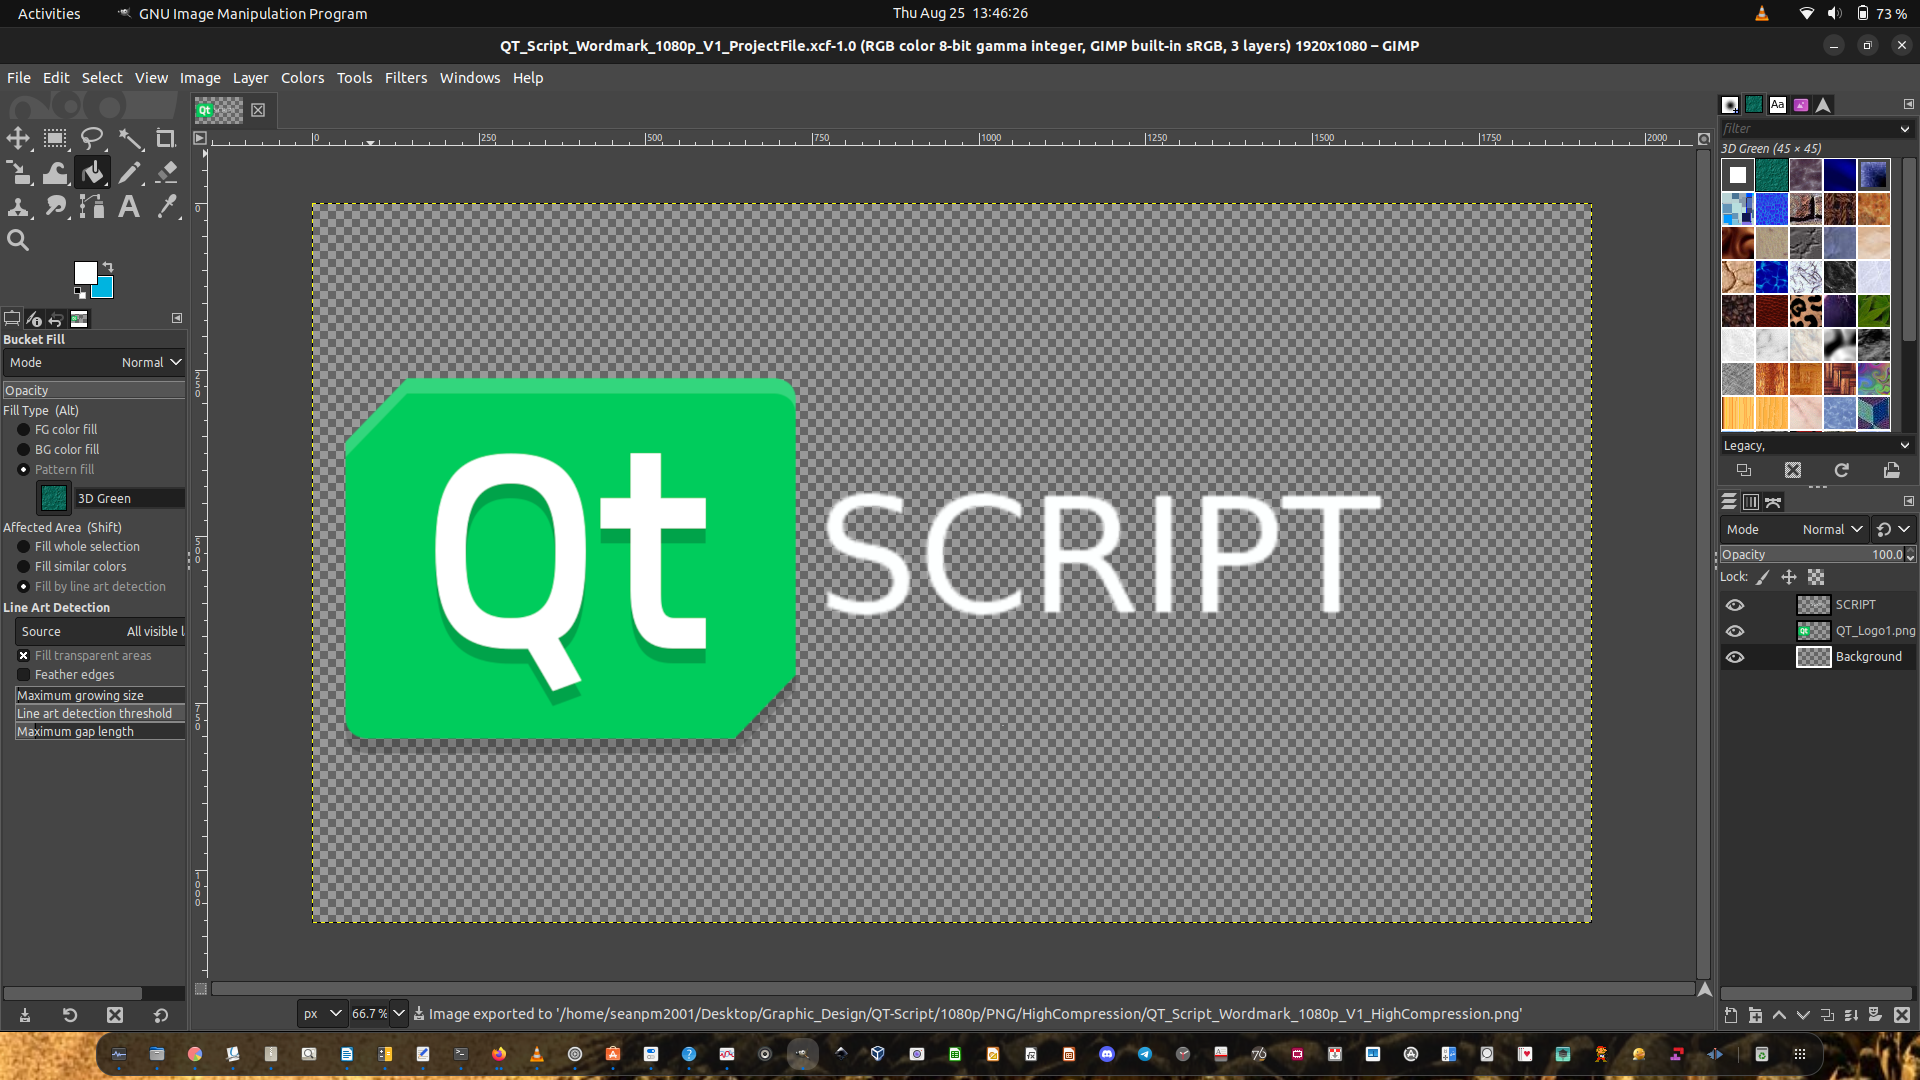 Activities
GNU Image Manipulation Program
Thu Aug 25  13:46:26
73 %
QT_Script_Wordmark_1080p_V1_ProjectFile.xcf-1.0 (RGB color 8-bit gamma integer, GIMP built-in sRGB, 3 layers) 1920x1080 – GIMP
File Edit Select View Image Layer Colors Tools Filters Windows Help
0 250 500 750 1000 1250 1500 1750 2000
0
250
500
750
1000
Bucket Fill
Mode Normal
Opacity
Fill Type (Alt)
FG color fill
BG color fill
Pattern fill
3D Green
Affected Area (Shift)
Fill whole selection
Fill similar colors
Fill by line art detection
Line Art Detection
Source All visible l
Fill transparent areas
Feather edges
Maximum growing size
Line art detection threshold
Maximum gap length
Qt SCRIPT
Aa
filter
3D Green (45 × 45)
Legacy,
Mode Normal
Opacity 100.0
Lock:
SCRIPT
QT_Logo1.png
Background
px 66.7 % Image exported to '/home/seanpm2001/Desktop/Graphic_Design/QT-Script/1080p/PNG/HighCompression/QT_Script_Wordmark_1080p_V1_HighCompression.png'
76